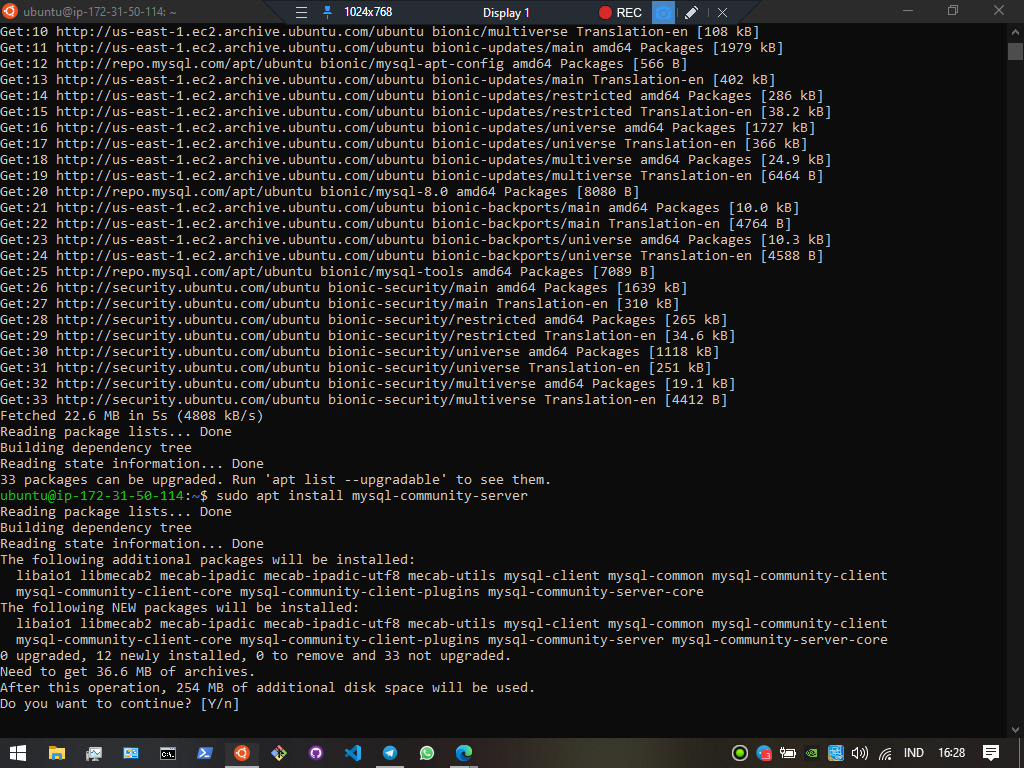 ubuntu@ip-172-31-50-114: ~
1024x768
Display 1
REC
Get:10 http://us-east-1.ec2.archive.ubuntu.com/ubuntu bionic/multiverse Translation-en [108 kB]
Get:11 http://us-east-1.ec2.archive.ubuntu.com/ubuntu bionic-updates/main amd64 Packages [1979 kB]
Get:12 http://repo.mysql.com/apt/ubuntu bionic/mysql-apt-config amd64 Packages [566 B]
Get:13 http://us-east-1.ec2.archive.ubuntu.com/ubuntu bionic-updates/main Translation-en [402 kB]
Get:14 http://us-east-1.ec2.archive.ubuntu.com/ubuntu bionic-updates/restricted amd64 Packages [286 kB]
Get:15 http://us-east-1.ec2.archive.ubuntu.com/ubuntu bionic-updates/restricted Translation-en [38.2 kB]
Get:16 http://us-east-1.ec2.archive.ubuntu.com/ubuntu bionic-updates/universe amd64 Packages [1727 kB]
Get:17 http://us-east-1.ec2.archive.ubuntu.com/ubuntu bionic-updates/universe Translation-en [366 kB]
Get:18 http://us-east-1.ec2.archive.ubuntu.com/ubuntu bionic-updates/multiverse amd64 Packages [24.9 kB]
Get:19 http://us-east-1.ec2.archive.ubuntu.com/ubuntu bionic-updates/multiverse Translation-en [6464 B]
Get:20 http://repo.mysql.com/apt/ubuntu bionic/mysql-8.0 amd64 Packages [8080 B]
Get:21 http://us-east-1.ec2.archive.ubuntu.com/ubuntu bionic-backports/main amd64 Packages [10.0 kB]
Get:22 http://us-east-1.ec2.archive.ubuntu.com/ubuntu bionic-backports/main Translation-en [4764 B]
Get:23 http://us-east-1.ec2.archive.ubuntu.com/ubuntu bionic-backports/universe amd64 Packages [10.3 kB]
Get:24 http://us-east-1.ec2.archive.ubuntu.com/ubuntu bionic-backports/universe Translation-en [4588 B]
Get:25 http://repo.mysql.com/apt/ubuntu bionic/mysql-tools amd64 Packages [7089 B]
Get:26 http://security.ubuntu.com/ubuntu bionic-security/main amd64 Packages [1639 kB]
Get:27 http://security.ubuntu.com/ubuntu bionic-security/main Translation-en [310 kB]
Get:28 http://security.ubuntu.com/ubuntu bionic-security/restricted amd64 Packages [265 kB]
Get:29 http://security.ubuntu.com/ubuntu bionic-security/restricted Translation-en [34.6 kB]
Get:30 http://security.ubuntu.com/ubuntu bionic-security/universe amd64 Packages [1118 kB]
Get:31 http://security.ubuntu.com/ubuntu bionic-security/universe Translation-en [251 kB]
Get:32 http://security.ubuntu.com/ubuntu bionic-security/multiverse amd64 Packages [19.1 kB]
Get:33 http://security.ubuntu.com/ubuntu bionic-security/multiverse Translation-en [4412 B]
Fetched 22.6 MB in 5s (4808 kB/s)
Reading package lists... Done
Building dependency tree
Reading state information... Done
33 packages can be upgraded. Run 'apt list --upgradable' to see them.
ubuntu@ip-172-31-50-114:~$ sudo apt install mysql-community-server
Reading package lists... Done
Building dependency tree
Reading state information... Done
The following additional packages will be installed:
  libaio1 libmecab2 mecab-ipadic mecab-ipadic-utf8 mecab-utils mysql-client mysql-common mysql-community-client
  mysql-community-client-core mysql-community-client-plugins mysql-community-server-core
The following NEW packages will be installed:
  libaio1 libmecab2 mecab-ipadic mecab-ipadic-utf8 mecab-utils mysql-client mysql-common mysql-community-client
  mysql-community-client-core mysql-community-client-plugins mysql-community-server mysql-community-server-core
0 upgraded, 12 newly installed, 0 to remove and 33 not upgraded.
Need to get 36.6 MB of archives.
After this operation, 254 MB of additional disk space will be used.
Do you want to continue? [Y/n]
IND
16:28